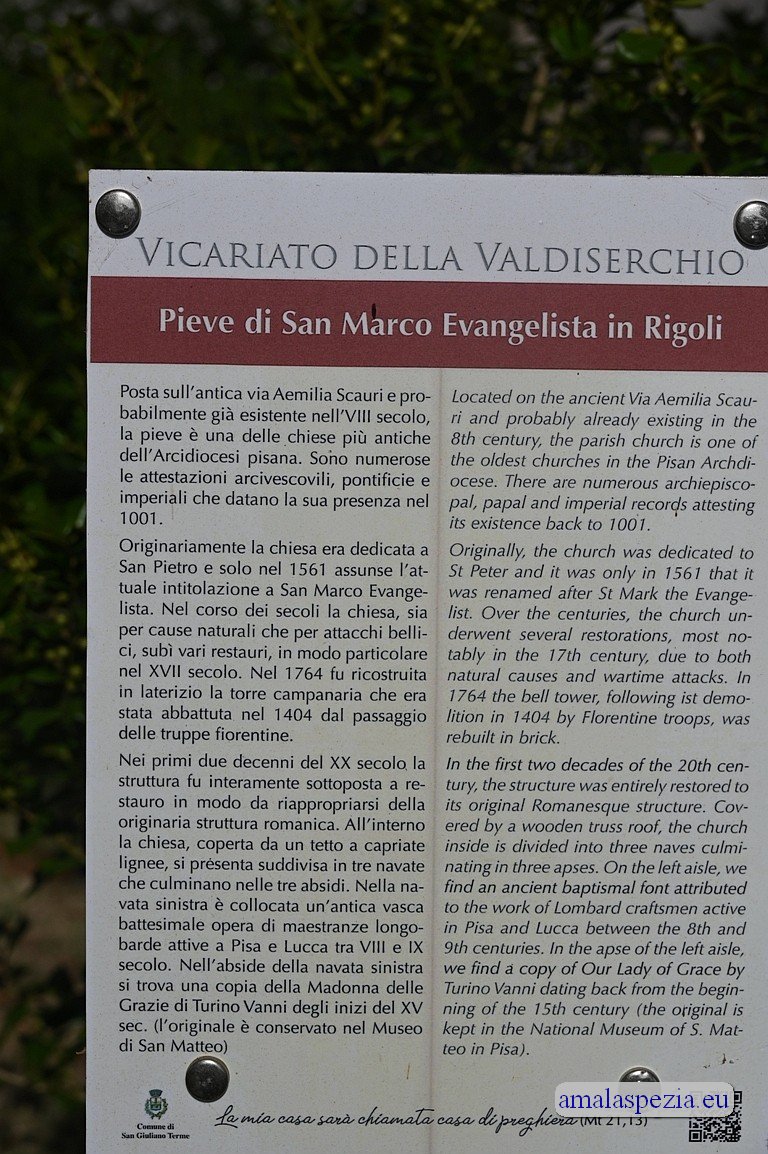 VICARIATO DELLA VALDISERCHIO
Pieve di San Marco Evangelista in Rigoli
Posta sull'antica via Aemilia Scauri e pro-
babilmente già esistente nell'VIII secolo,
la pieve è una delle chiese più antiche
dell'Arcidiocesi pisana. Sono numerose
le attestazioni arcivescovili, pontificie e
imperiali che datano la sua presenza nel
1001.
Originariamente la chiesa era dedicata a
San Pietro e solo nel 1561 assunse l'at-
tuale intitolazione a San Marco Evange-
lista. Nel corso dei secoli la chiesa, sia
per cause naturali che per attacchi belli-
ci, subì vari restauri, in modo particolare
nel XVII secolo. Nel 1764 fu ricostruita
in laterizio la torre campanaria che era
stata abbattuta nel 1404 dal passaggio
delle truppe fiorentine.
Nei primi due decenni del XX secolo la
struttura fu interamente sottoposta a re-
stauro in modo da riappropriarsi della
originaria struttura romanica. All'interno
la chiesa, coperta da un tetto a capriate
lignee, si presenta suddivisa in tre navate
che culminano nelle tre absidi. Nella na-
vata sinistra è collocata un'antica vasca
battesimale opera di maestranze longo-
barde attive a Pisa e Lucca tra VIII e IX
secolo. Nell'abside della navata sinistra
si trova una copia della Madonna delle
Grazie di Turino Vanni degli inizi del XV
sec. (l'originale è conservato nel Museo
di San Matteo)
Located on the ancient Via Aemilia Scau-
ri and probably already existing in the
8th century, the parish church is one of
the oldest churches in the Pisan Archdi-
ocese. There are numerous archiepisco-
pal, papal and imperial records attesting
its existence back to 1001.
Originally, the church was dedicated to
St Peter and it was only in 1561 that it
was renamed after St Mark the Evange-
list. Over the centuries, the church un-
derwent several restorations, most no-
tably in the 17th century, due to both
natural causes and wartime attacks. In
1764 the bell tower, following ist demo-
lition in 1404 by Florentine troops, was
rebuilt in brick.
In the first two decades of the 20th cen-
tury, the structure was entirely restored to
its original Romanesque structure. Cov-
ered by a wooden truss roof, the church
inside is divided into three naves culmi-
nating in three apses. On the left aisle, we
find an ancient baptismal font attributed
to the work of Lombard craftsmen active
in Pisa and Lucca between the 8th and
9th centuries. In the apse of the left aisle,
we find a copy of Our Lady of Grace by
Turino Vanni dating back from the begin-
ning of the 15th century (the original is
kept in the National Museum of S. Mat-
teo in Pisa).
Comune di
San Giuliano Terme
La mia casa sarà chiamata casa di preghiera (Mt 21,13)
amalaspezia.eu